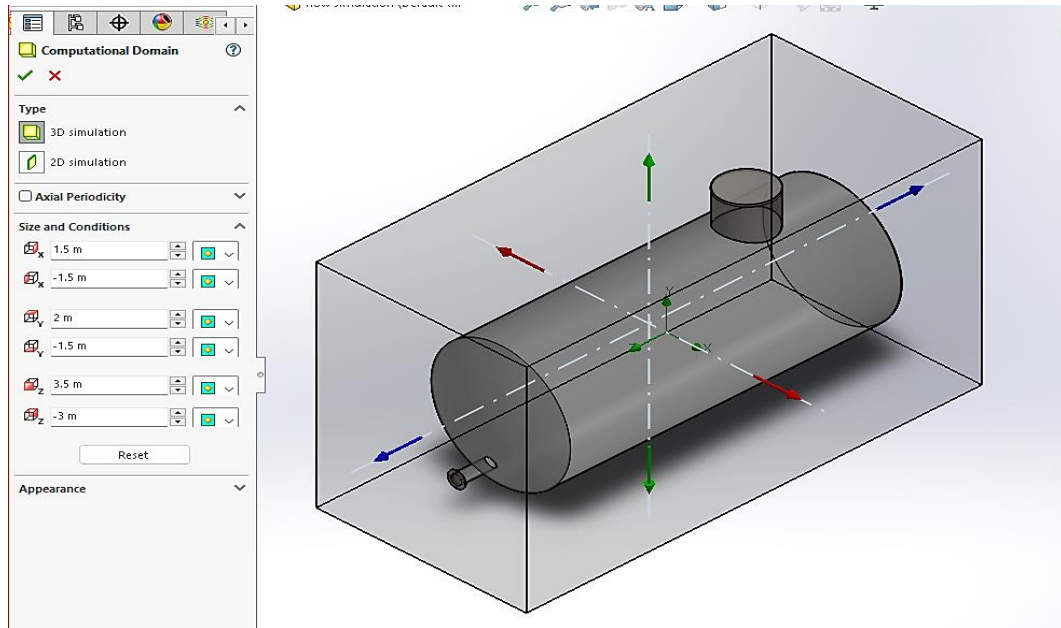 Computational Domain
Type
3D simulation
2D simulation
Axial Periodicity
Size and Conditions
X 1.5 m
X -1.5 m
Y 2 m
Y -1.5 m
Z 3.5 m
Z -3 m
Reset
Appearance
Y
Z
X